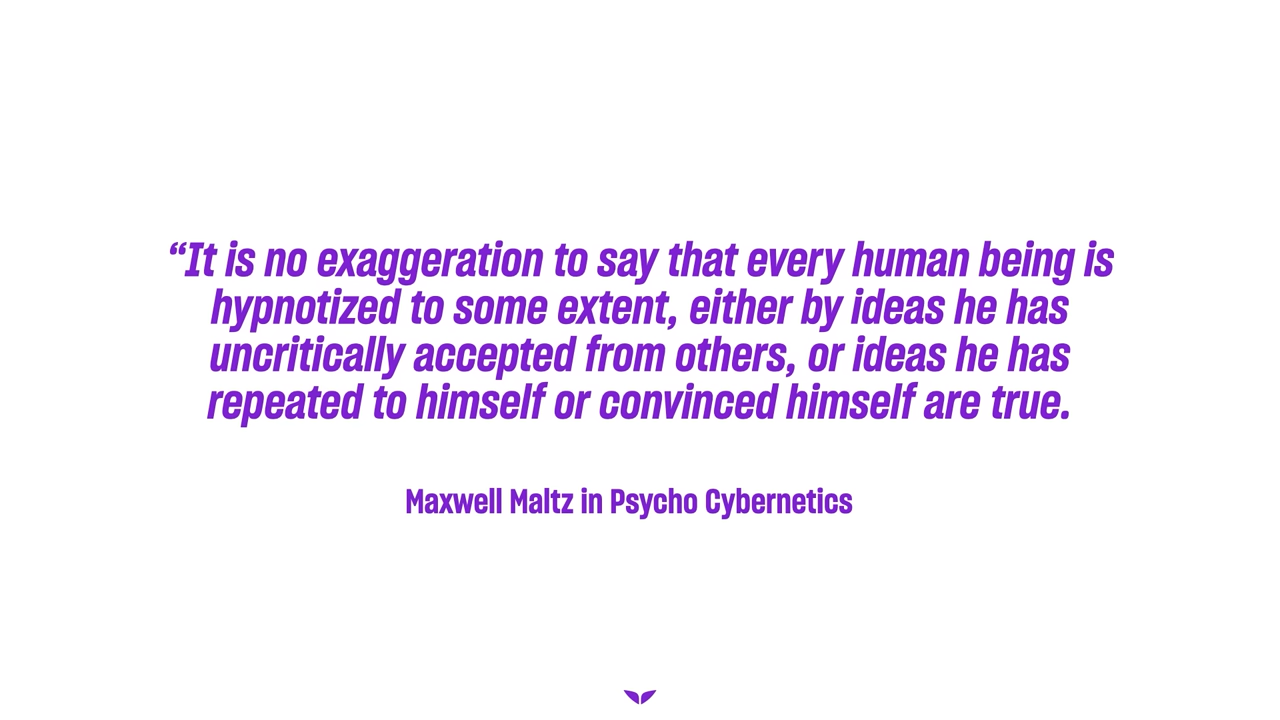 “It is no exaggeration to say that every human being is
hypnotized to some extent, either by ideas he has
uncritically accepted from others, or ideas he has
repeated to himself or convinced himself are true.
Maxwell Maltz in Psycho Cybernetics